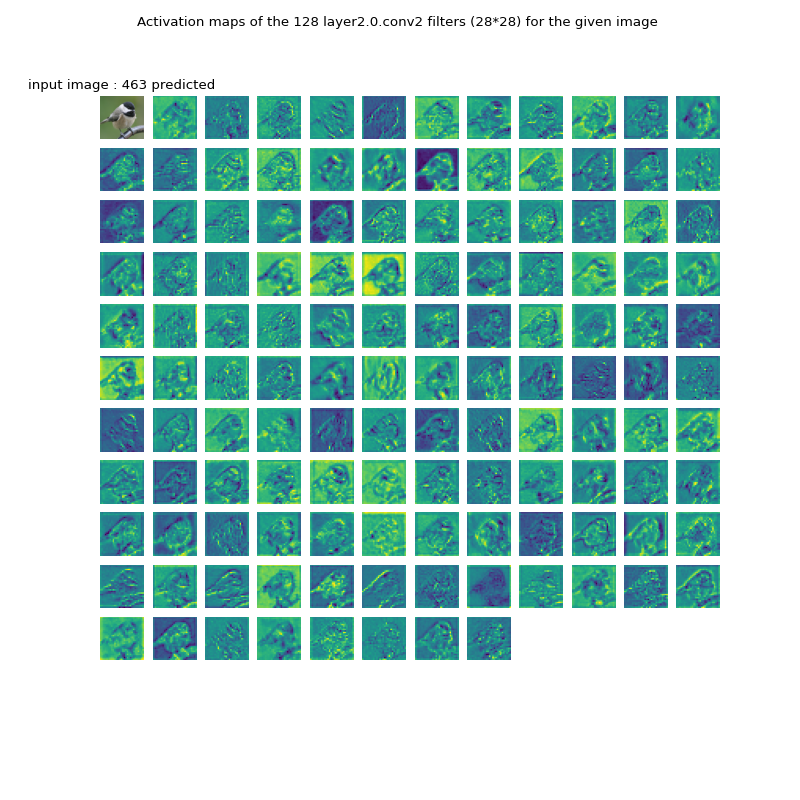 Activation maps of the 128 layer2.0.conv2 filters (28*28) for the given image
input image : 463 predicted